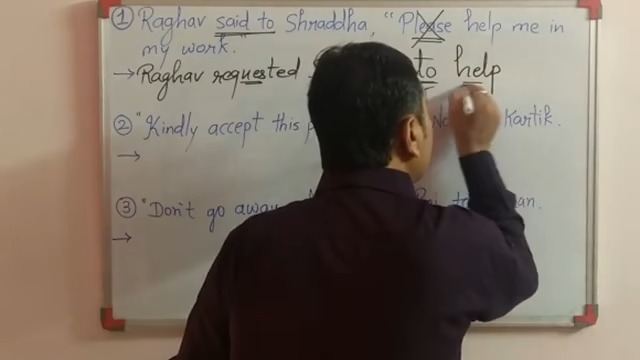 ① Raghav said to Shraddha, "Please help me in
my work."
→ Raghav requested to help
② "Kindly accept this Kartik.
→
③ "Don't go away
→